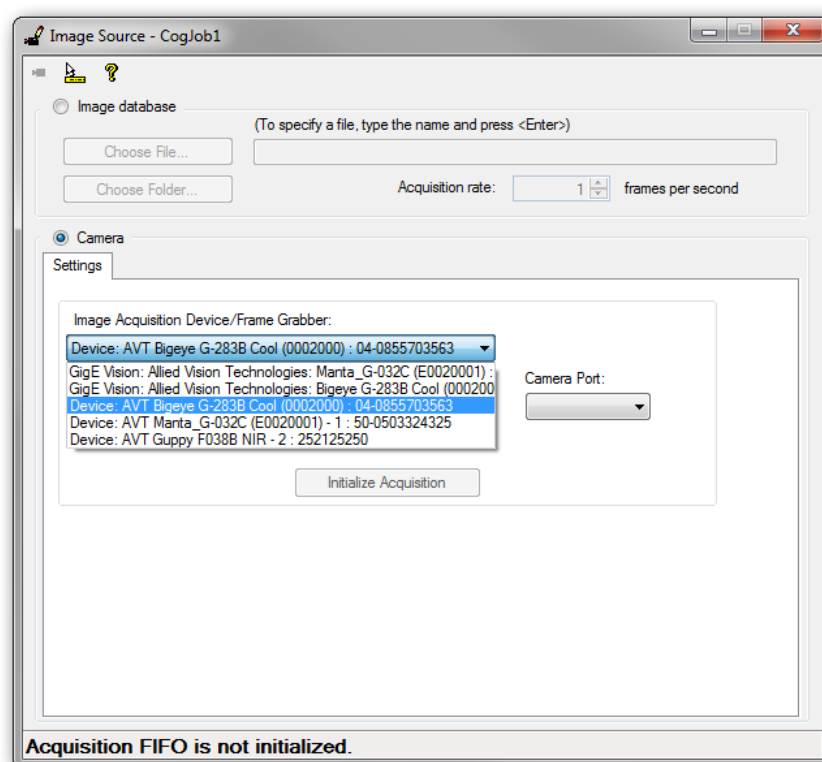 Image Source - CogJob1
Image database
(To specify a file, type the name and press <Enter>)
Choose File...
Choose Folder...
Acquisition rate:
1
frames per second
Camera
Settings
Image Acquisition Device/Frame Grabber:
Device: AVT Bigeye G-283B Cool (0002000) : 04-0855703563
GigE Vision: Allied Vision Technologies: Manta_G-032C (E0020001) :
GigE Vision: Allied Vision Technologies: Bigeye G-283B Cool (000200
Device: AVT Bigeye G-283B Cool (0002000) : 04-0855703563
Device: AVT Manta_G-032C (E0020001) - 1 : 50-0503324325
Device: AVT Guppy F038B NIR - 2 : 252125250
Camera Port:
Initialize Acquisition
Acquisition FIFO is not initialized.